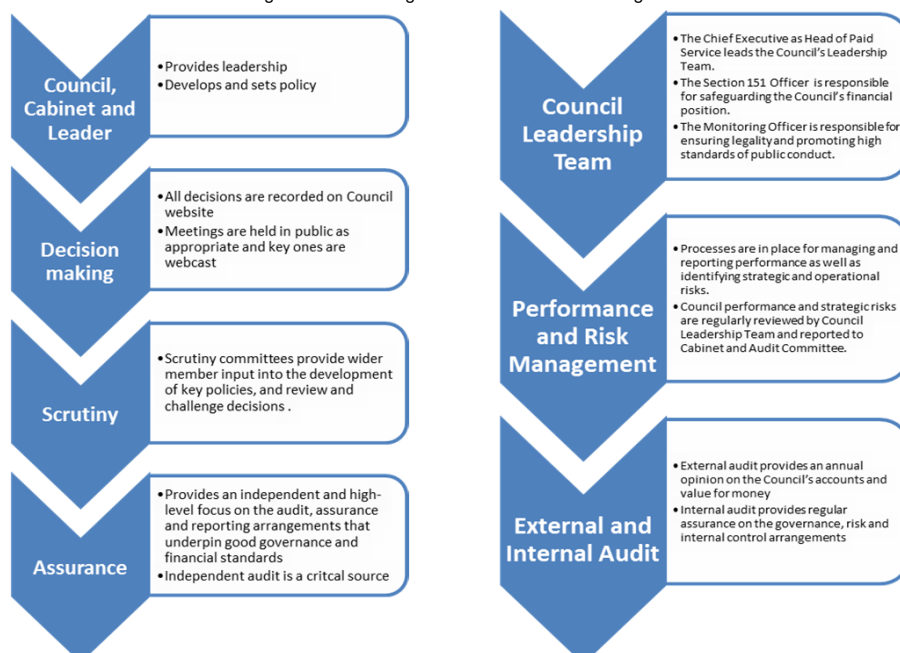 Council,
Cabinet and
Leader
•Provides leadership
•Develops and sets policy
Decision
making
•All decisions are recorded on Council
website
•Meetings are held in public as
appropriate and key ones are
webcast
Scrutiny
•Scrutiny committees provide wider
member input into the development
of key policies, and review and
challenge decisions .
Assurance
•Provides an independent and high-
level focus on the audit, assurance
and reporting arrangements that
underpin good governance and
financial standards
•Independent audit is a critcal source
Council
Leadership
Team
•The Chief Executive as Head of Paid
Service leads the Council's Leadership
Team.
•The Section 151 Officer is responsible
for safeguarding the Council's financial
position.
•The Monitoring Officer is responsible for
ensuring legality and promoting high
standards of public conduct.
Performance
and Risk
Management
•Processes are in place for managing and
reporting performance as well as
identifying strategic and operational
risks.
•Council performance and strategic risks
are regularly reviewed by Council
Leadership Team and reported to
Cabinet and Audit Committee.
External and
Internal Audit
•External audit provides an annual
opinion on the Council's accounts and
value for money
•Internal audit provides regular
assurance on the governance, risk and
internal control arrangements